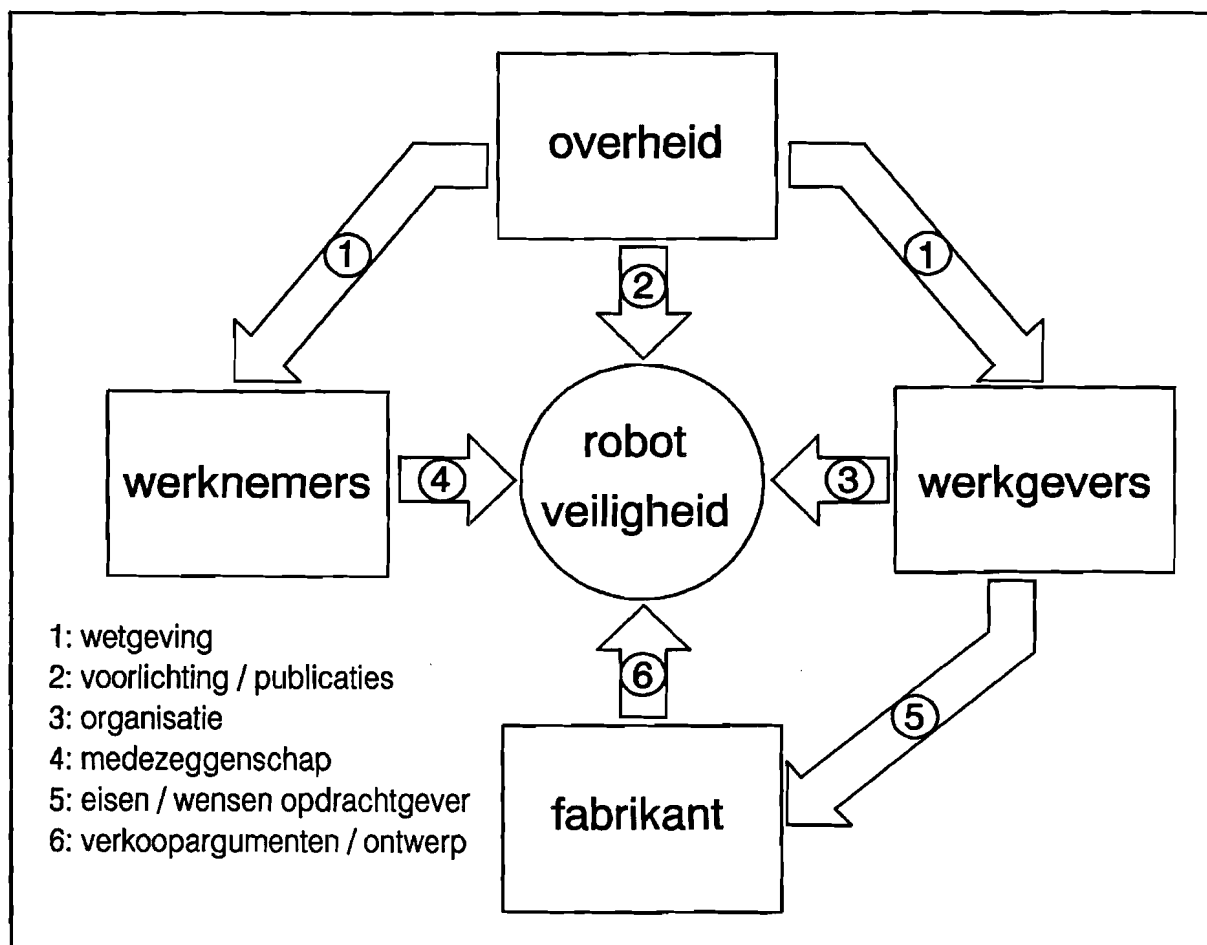 overheid
1
1
2
werknemers
4
robot
veiligheid
3
werkgevers
6
5
fabrikant
1: wetgeving
2: voorlichting / publicaties
3: organisatie
4: medezeggenschap
5: eisen / wensen opdrachtgever
6: verkoopargumenten / ontwerp